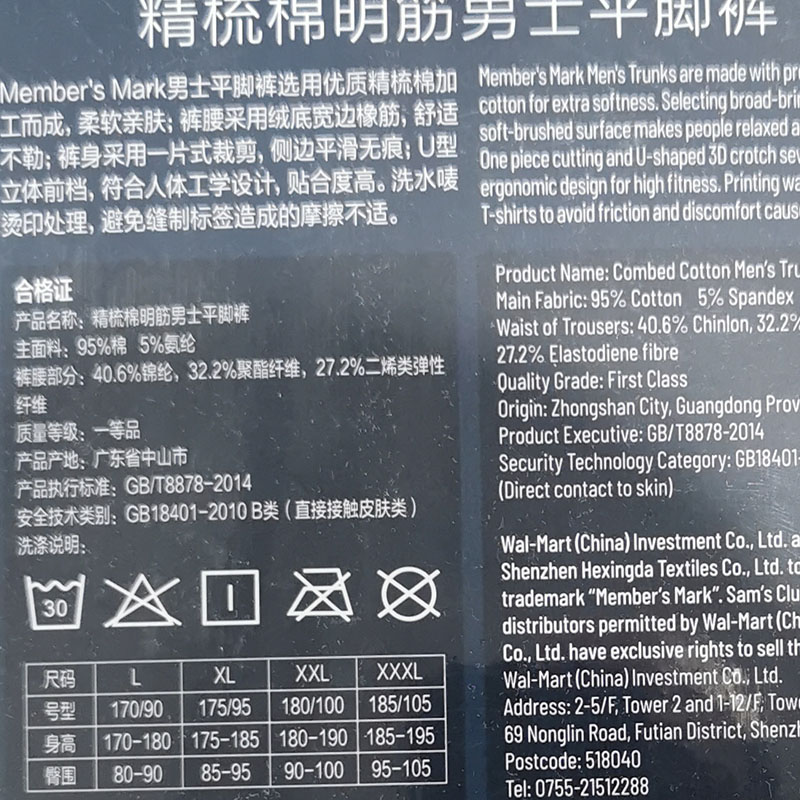 精梳棉明筋男士平脚裤
Member's Mark男士平脚裤选用优质精梳棉加
工而成, 柔软亲肤; 裤腰采用绒底宽边橡筋, 舒适
不勒; 裤身采用一片式裁剪, 侧边平滑无痕; U型
立体前档, 符合人体工学设计, 贴合度高。洗水唛
烫印处理, 避免缝制标签造成的摩擦不适。
Member's Mark Men's Trunks are made with
cotton for extra softness. Selecting
soft-brushed surface makes people relaxed
One piece cutting and U-shaped 3D crotch
ergonomic design for high fitness. Printing
T-shirts to avoid friction and discomfort
合格证
产品名称: 精梳棉明筋男士平脚裤
主面料: 95%棉 5%氨纶
裤腰部分: 40.6%锦纶, 32.2%聚酯纤维, 27.2%二烯类弹性
纤维
质量等级: 一等品
产品产地: 广东省中山市
产品执行标准: GB/T8878-2014
安全技术类别: GB18401-2010 B类 (直接接触皮肤类)
洗涤说明:
30
尺码 L XL XXL XXXL
号型 170/90 175/95 180/100 185/105
身高 170-180 175-185 180-190 185-195
臀围 80-90 85-95 90-100 95-105
Product Name: Combed Cotton Men's
Main Fabric: 95% Cotton 5% Spandex
Waist of Trousers: 40.6% Chinlon, 32.2%
27.2% Elastodiene fibre
Quality Grade: First Class
Origin: Zhongshan City, Guangdong
Product Executive: GB/T8878-2014
Security Technology Category: GB18401-
(Direct contact to skin)
Wal-Mart (China) Investment Co., Ltd.
Shenzhen Hexingda Textiles Co., Ltd.
trademark "Member's Mark". Sam's
distributors permitted by Wal-Mart
Co., Ltd. have exclusive rights to sell
Wal-Mart (China) Investment Co., Ltd.
Address: 2-5/F, Tower 2 and 1-12/F,
69 Nonglin Road, Futian District,
Postcode: 518040
Tel: 0755-21512288